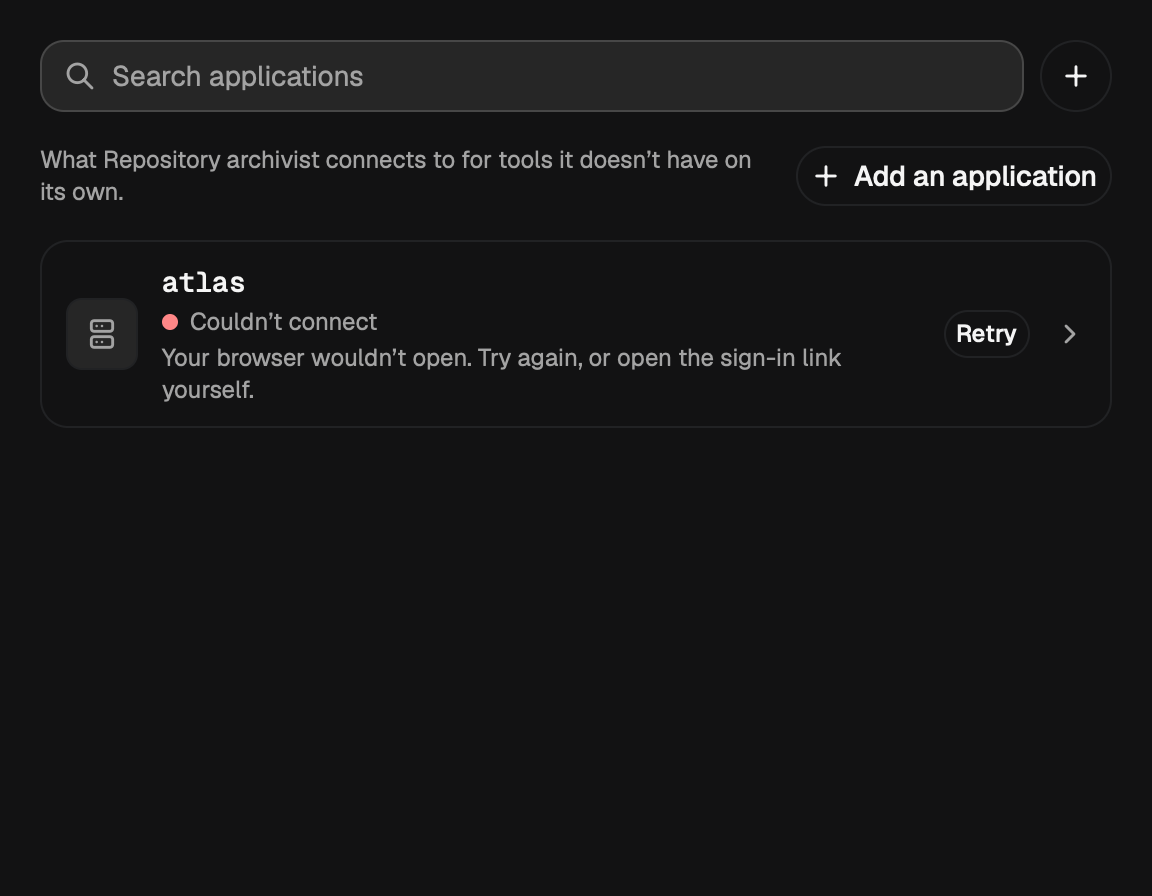 Search applications
What Repository archivist connects to for tools it doesn’t have on
its own.
Add an application
atlas
Couldn’t connect
Your browser wouldn’t open. Try again, or open the sign-in link
yourself.
Retry